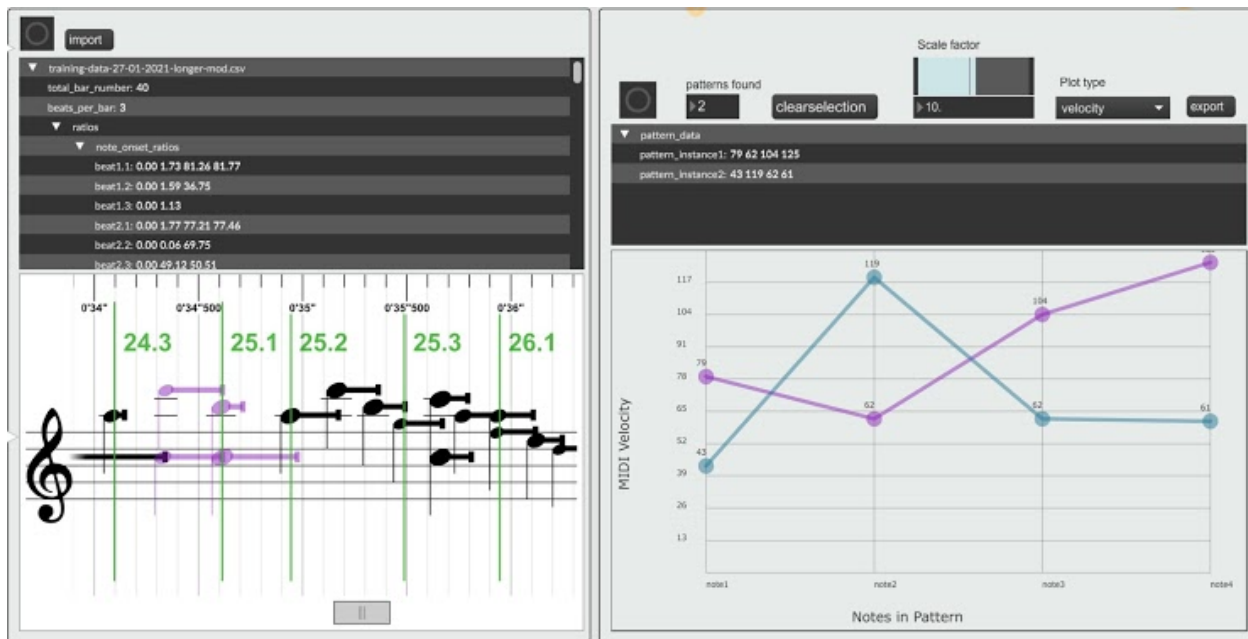 import
training-data-27-01-2021-longer-mod.csv
total_bar_number: 40
beats_per_bar: 3
ratios
note_onset_ratios
beat1.1: 0.00 1.73 81.26 81.77
beat1.2: 0.00 1.59 36.75
beat1.3: 0.00 1.13
beat2.1: 0.00 1.77 77.21 77.46
beat2.2: 0.00 0.06 69.75
beat2.3: 0.00 49.12 50.51
0'34" 0'34"500 0'35" 0'35"500 0'36"
24.3 25.1 25.2 25.3 26.1
Scale factor
patterns found
Plot type
2
clearselection
10.
velocity
export
pattern_data
pattern_instance1: 79 62 104 125
pattern_instance2: 43 119 62 61
MIDI Velocity
117
104
91
78
65
52
39
26
13
79
43
119
62
104
62
61
note1 note2 note3 note4
Notes in Pattern